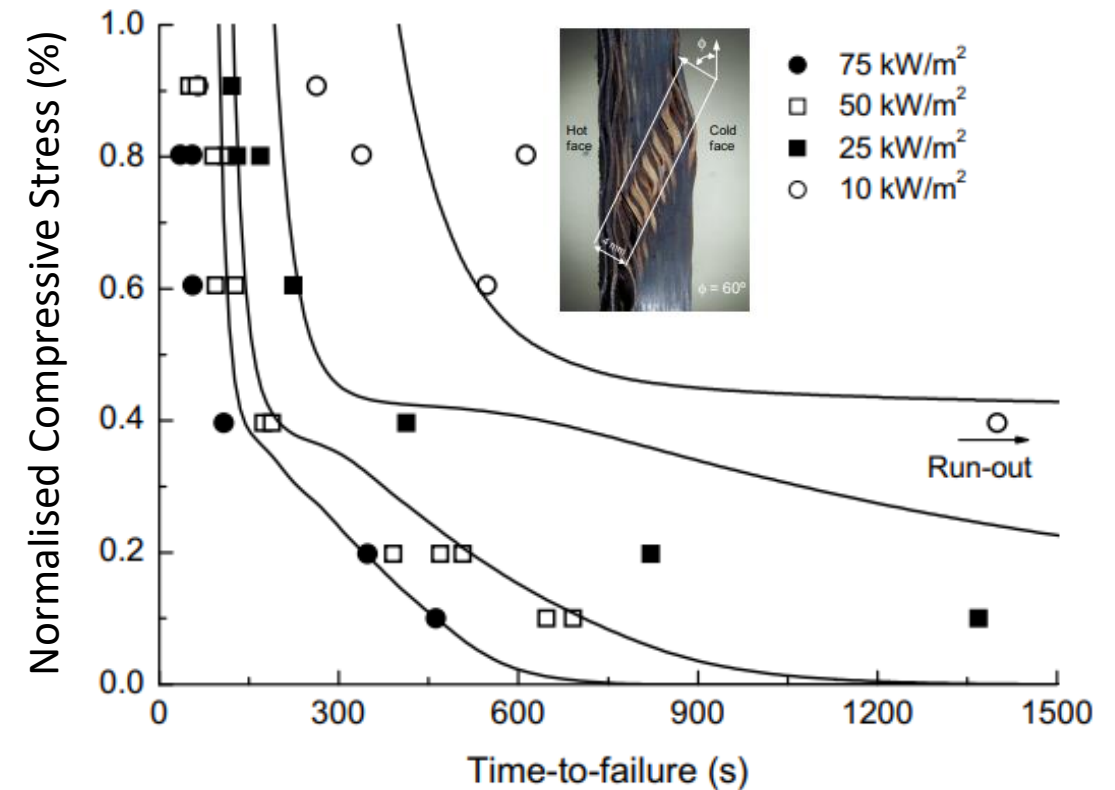 Normalised Compressive Stress (%)
1.0
0.8
0.6
0.4
0.2
0.0
0
300
600
900
1200
1500
Time-to-failure (s)
Hot
face
Cold
face
ϕ
4 mm
ϕ = 60°
75 kW/m²
50 kW/m²
25 kW/m²
10 kW/m²
Run-out